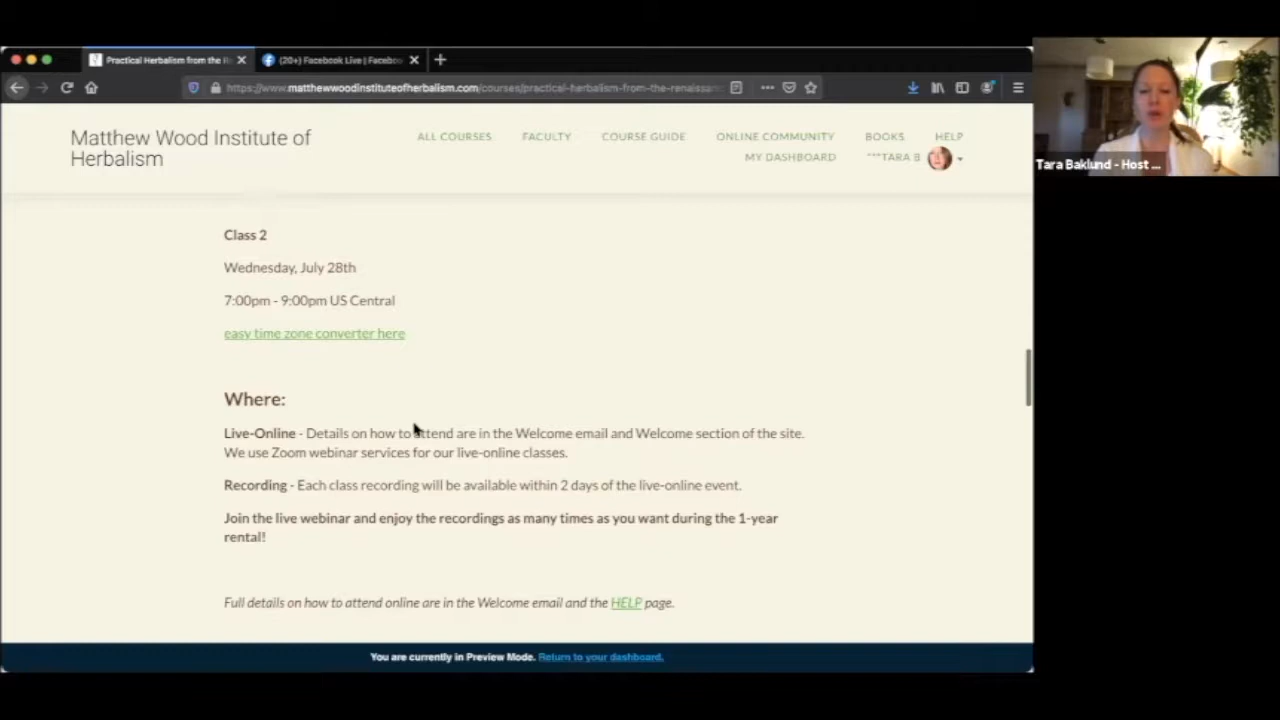 Practical Herbalism from the R
(20+) Facebook Live | Facebo
https://www.matthewwoodinstituteofherbalism.com/courses/practical-herbalism-from-the-renaissanc
Matthew Wood Institute of
Herbalism
ALL COURSES FACULTY COURSE GUIDE ONLINE COMMUNITY BOOKS HELP
MY DASHBOARD ***TARA B
Tara Baklund - Host ...
Class 2
Wednesday, July 28th
7:00pm - 9:00pm US Central
easy time zone converter here
Where:
Live-Online - Details on how to attend are in the Welcome email and Welcome section of the site.
We use Zoom webinar services for our live-online classes.
Recording - Each class recording will be available within 2 days of the live-online event.
Join the live webinar and enjoy the recordings as many times as you want during the 1-year
rental!
Full details on how to attend online are in the Welcome email and the HELP page.
You are currently in Preview Mode. Return to your dashboard.